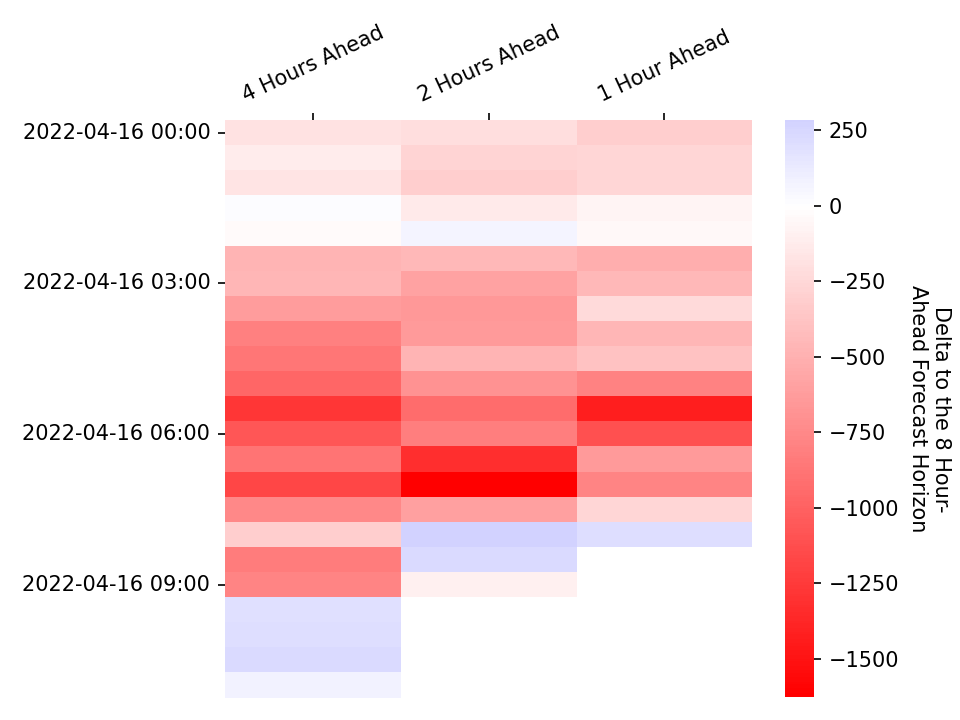 4 Hours Ahead
2 Hours Ahead
1 Hour Ahead
2022-04-16 00:00
2022-04-16 03:00
2022-04-16 06:00
2022-04-16 09:00
250
0
−250
−500
−750
−1000
−1250
−1500
Delta to the 8 Hour-
Ahead Forecast Horizon